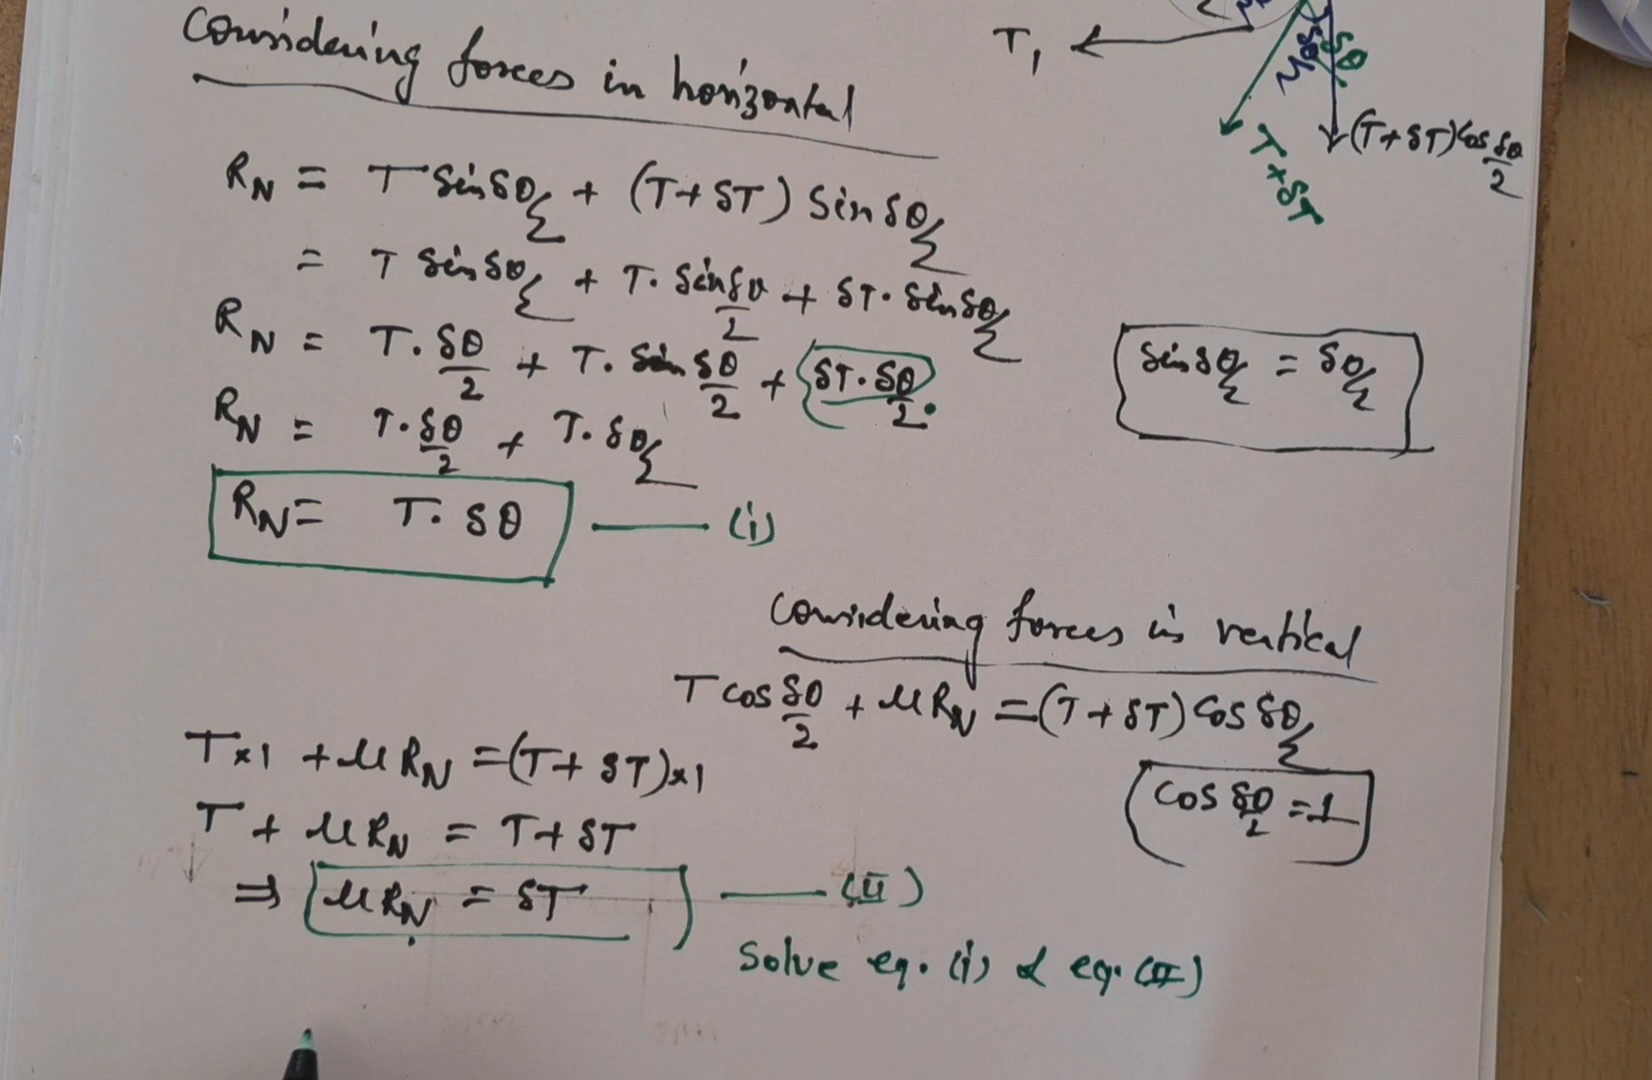 Considering forces in horizontal
T₁
δθ/2
δθ
(T+δT)Cos δθ/2
T+δT
R_N = T Sin δθ/2 + (T+δT) Sin δθ/2
= T Sin δθ/2 + T. Sin δθ/2 + δT. Sin δθ/2
R_N = T. δθ/2 + T. Sin δθ/2 + δT. δθ/2.
Sin δθ/2 = δθ/2
R_N = T. δθ/2 + T. δθ/2
R_N = T. δθ —— (i)
Considering forces in vertical
T cos δθ/2 + μR_N = (T+δT) Cos δθ/2
T×1 + μR_N = (T+δT)×1
Cos δθ/2 = 1
T + μR_N = T+δT
⇒ μR_N = δT —— (II)
Solve eq. (i) & eq. (II)